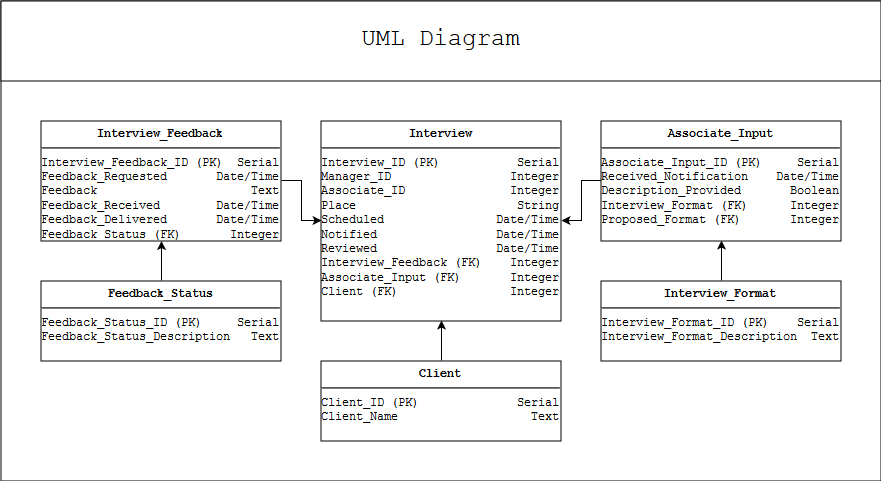 UML Diagram
Interview_Feedback
Interview_Feedback_ID (PK) Serial
Feedback_Requested Date/Time
Feedback Text
Feedback_Received Date/Time
Feedback_Delivered Date/Time
Feedback_Status (FK) Integer
Interview
Interview_ID (PK) Serial
Manager_ID Integer
Associate_ID Integer
Place String
Scheduled Date/Time
Notified Date/Time
Reviewed Date/Time
Interview_Feedback (FK) Integer
Associate_Input (FK) Integer
Client (FK) Integer
Associate_Input
Associate_Input_ID (PK) Serial
Received_Notification Date/Time
Description_Provided Boolean
Interview_Format (FK) Integer
Proposed_Format (FK) Integer
Feedback_Status
Feedback_Status_ID (PK) Serial
Feedback_Status_Description Text
Client
Client_ID (PK) Serial
Client_Name Text
Interview_Format
Interview_Format_ID (PK) Serial
Interview_Format_Description Text